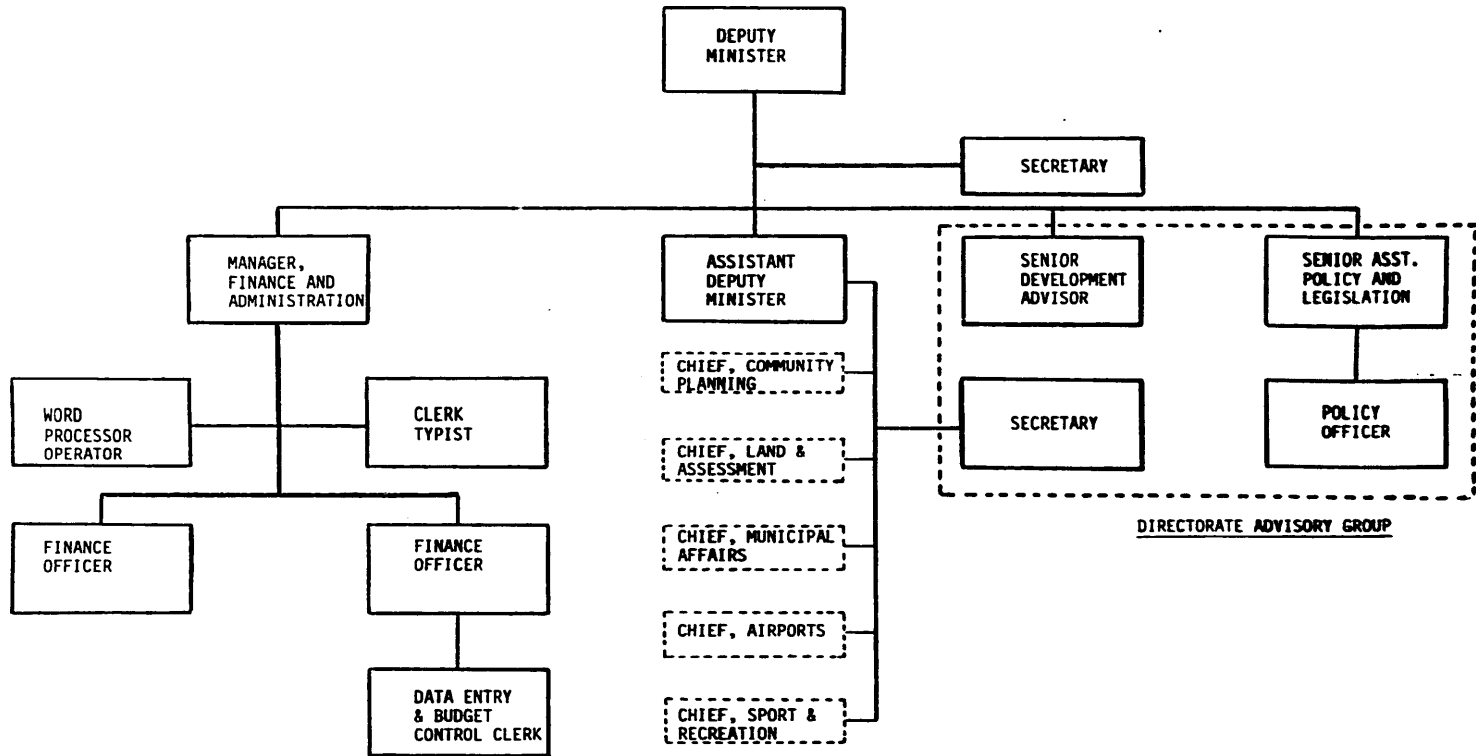 DEPUTY
MINISTER
SECRETARY
MANAGER,
FINANCE AND
ADMINISTRATION
ASSISTANT
DEPUTY
MINISTER
SENIOR
DEVELOPMENT
ADVISOR
SENIOR ASST.
POLICY AND
LEGISLATION
WORD
PROCESSOR
OPERATOR
CLERK
TYPIST
CHIEF, COMMUNITY
PLANNING
SECRETARY
POLICY
OFFICER
CHIEF, LAND &
ASSESSMENT
DIRECTORATE ADVISORY GROUP
FINANCE
OFFICER
FINANCE
OFFICER
CHIEF, MUNICIPAL
AFFAIRS
CHIEF, AIRPORTS
DATA ENTRY
& BUDGET
CONTROL CLERK
CHIEF, SPORT &
RECREATION